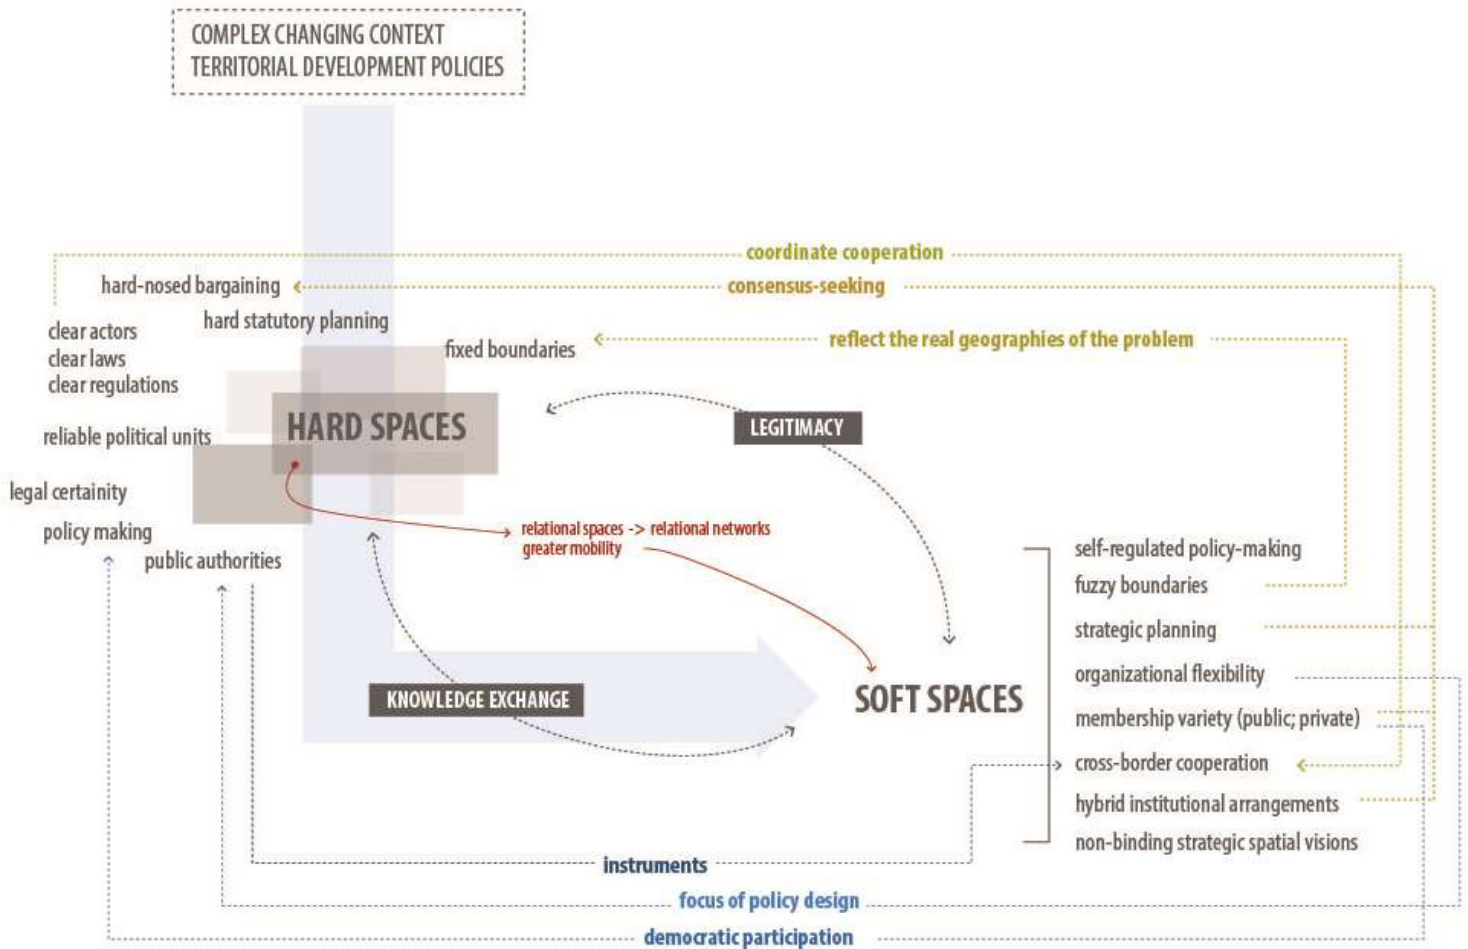 COMPLEX CHANGING CONTEXT
TERRITORIAL DEVELOPMENT POLICIES
coordinate cooperation
hard-nosed bargaining
consensus-seeking
hard statutory planning
clear actors
clear laws
clear regulations
fixed boundaries
reflect the real geographies of the problem
HARD SPACES
LEGITIMACY
reliable political units
legal certainity
policy making
public authorities
relational spaces -> relational networks
greater mobility
KNOWLEDGE EXCHANGE
SOFT SPACES
self-regulated policy-making
fuzzy boundaries
strategic planning
organizational flexibility
membership variety (public; private)
cross-border cooperation
hybrid institutional arrangements
non-binding strategic spatial visions
instruments
focus of policy design
democratic participation